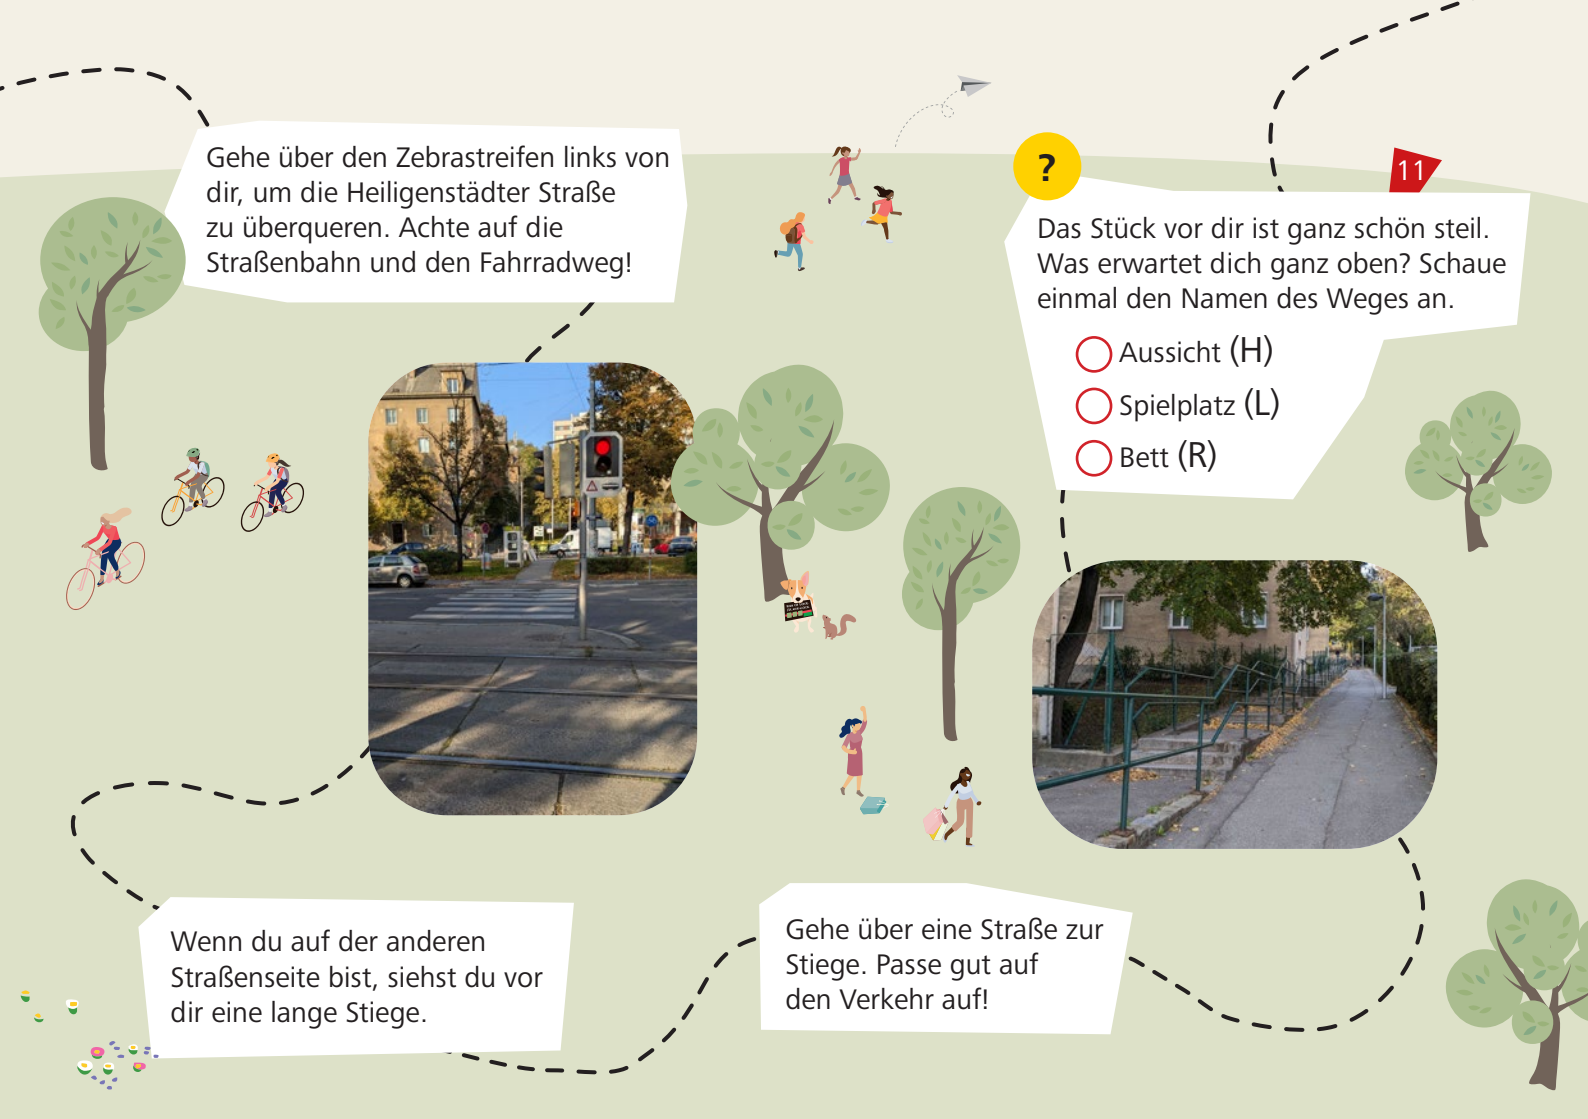 Gehe über den Zebrastreifen links von
dir, um die Heiligenstädter Straße
zu überqueren. Achte auf die
Straßenbahn und den Fahrradweg!
Wenn du auf der anderen
Straßenseite bist, siehst du vor
dir eine lange Stiege.
Gehe über eine Straße zur
Stiege. Passe gut auf
den Verkehr auf!
?
11
Das Stück vor dir ist ganz schön steil.
Was erwartet dich ganz oben? Schaue
einmal den Namen des Weges an.
Aussicht (H)
Spielplatz (L)
Bett (R)